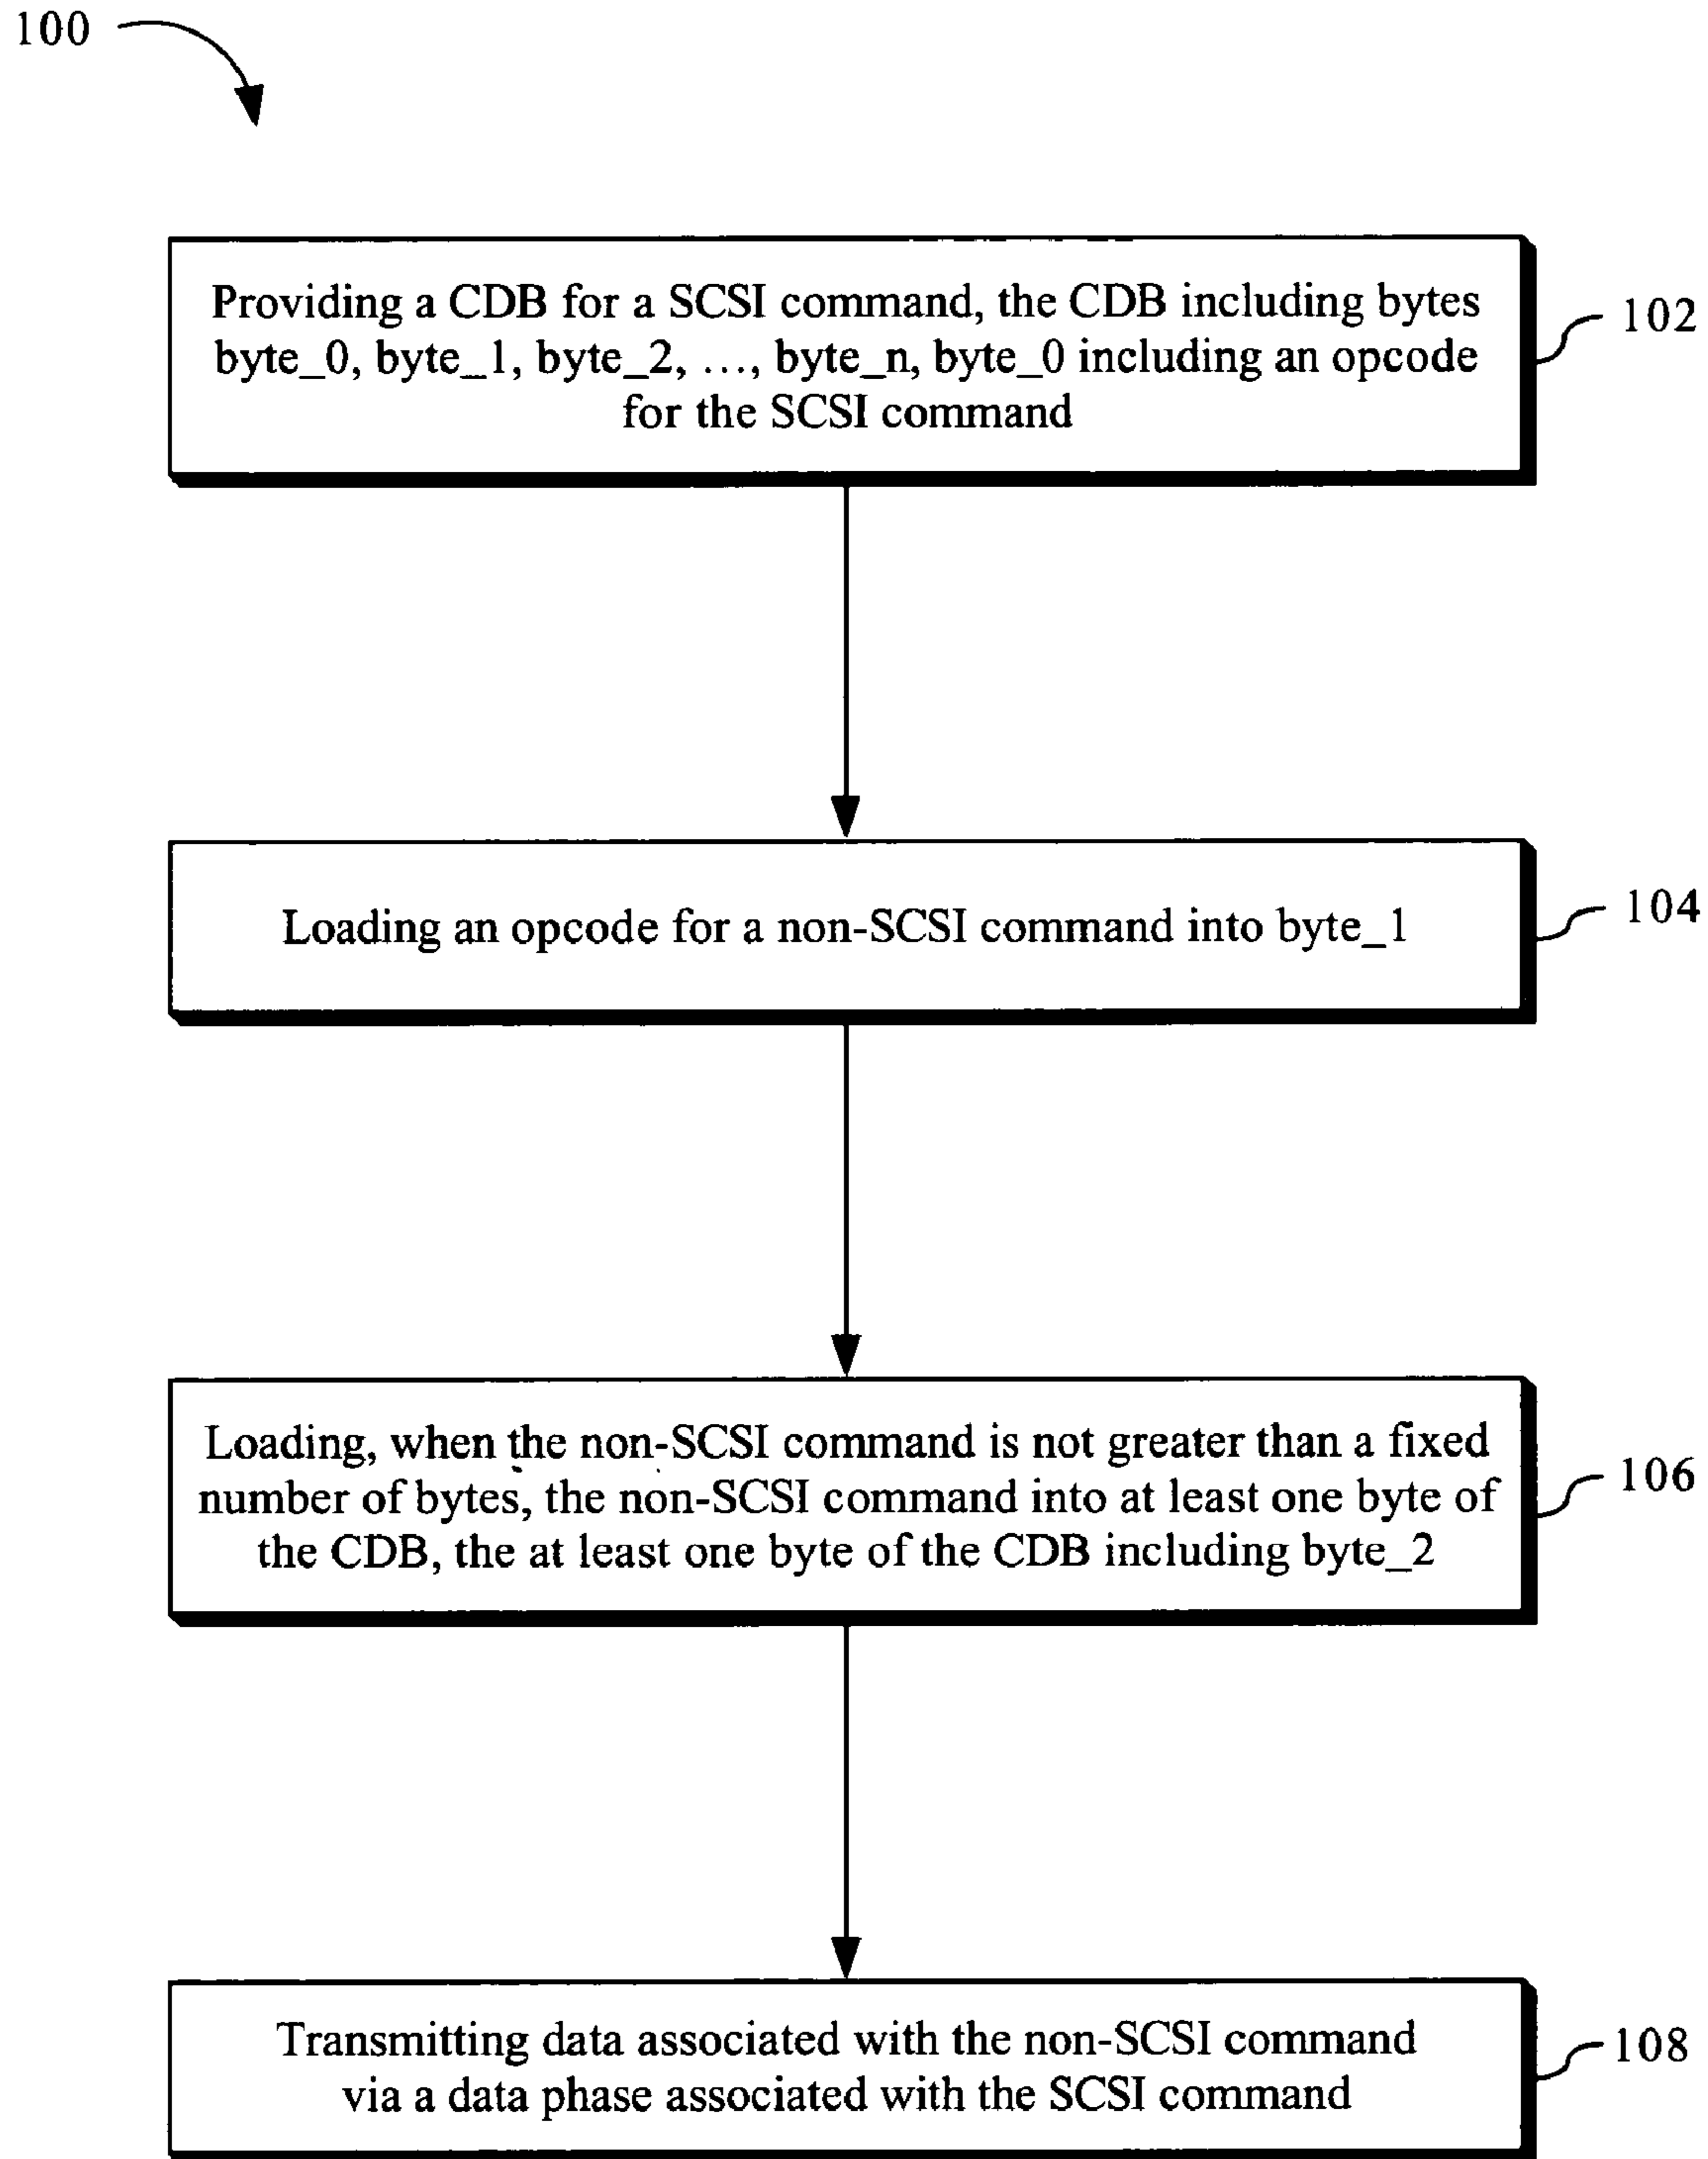 100
Providing a CDB for a SCSI command, the CDB including bytes
byte_0, byte_1, byte_2, ..., byte_n, byte_0 including an opcode
for the SCSI command
102
Loading an opcode for a non-SCSI command into byte_1
104
Loading, when the non-SCSI command is not greater than a fixed
number of bytes, the non-SCSI command into at least one byte of
the CDB, the at least one byte of the CDB including byte_2
106
Transmitting data associated with the non-SCSI command
via a data phase associated with the SCSI command
108